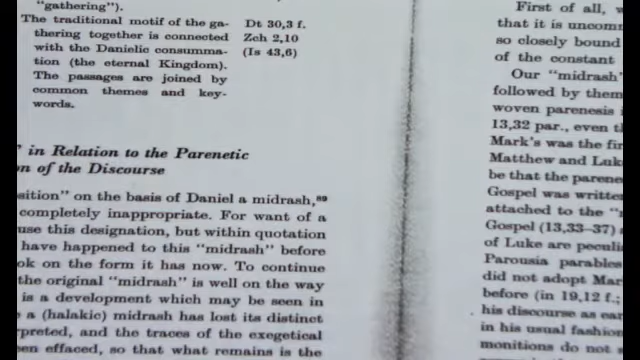 "gathering").
The traditional motif of the ga-
thering together is connected
with the Danielic consumma-
tion (the eternal Kingdom).
The passages are joined by
common themes and key-
words.
Dt 30,3 f.
Zch 2,10
(Is 43,6)
in Relation to the Parenetic
of the Discourse
sition" on the basis of Daniel a midrash,⁸⁹
completely inappropriate. For want of a
use this designation, but within quotation
have happened to this "midrash" before
ok on the form it has now. To continue
the original "midrash" is well on the way
is a development which may be seen in
a (halakic) midrash has lost its distinct
preted, and the traces of the exegetical
en effaced, so that what remains is the
First of all,
that it is uncom
so closely bound
of the constant
Our "midrash"
followed by them
woven parenesis
13,32 par., even
Mark's was the fir
Matthew and Luk
be that the parene
Gospel was writte
attached to the
Gospel (13,33–37)
of Luke are peculi
Parousia parables
did not adopt Mar
before (in 19,12 f.;
his discourse as ear
in his usual fashion
monitions do not